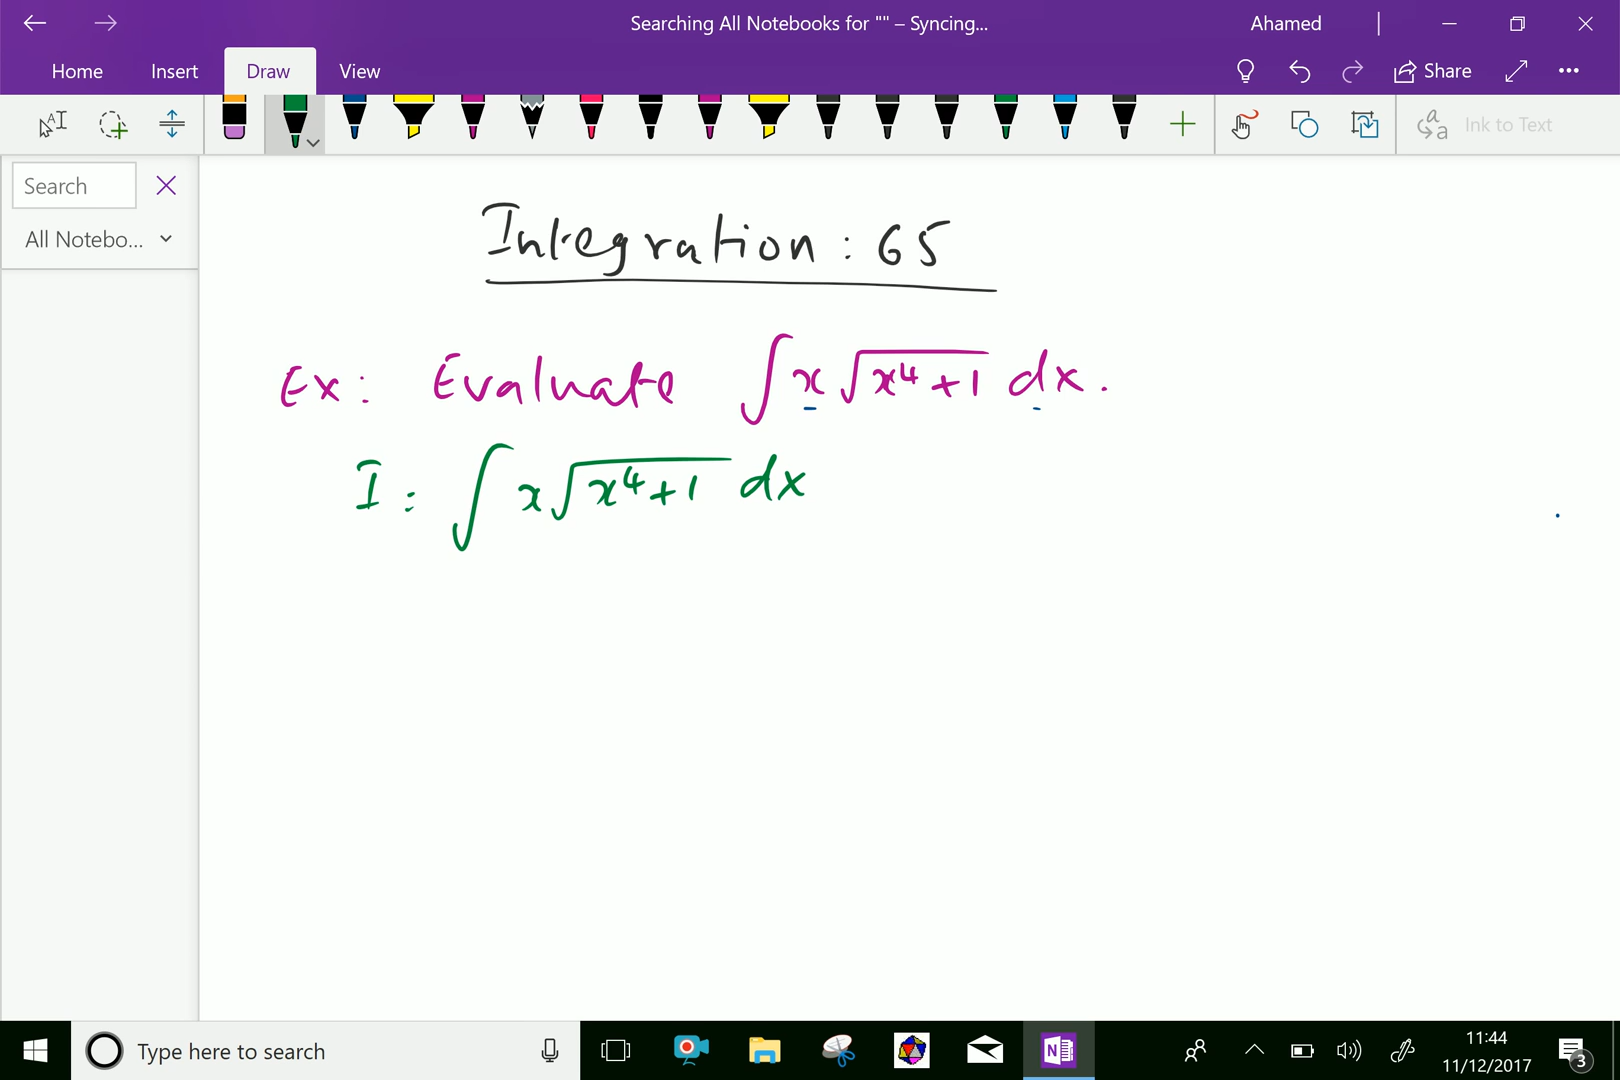 Searching All Notebooks for "" – Syncing...
Ahamed
Home Insert Draw View
Share
Ink to Text
Search
All Notebo...
Integration : 65
Ex : Evaluate ∫ x √(x⁴+1) dx .
I = ∫ x √(x⁴+1) dx
Type here to search
11:44
11/12/2017
3